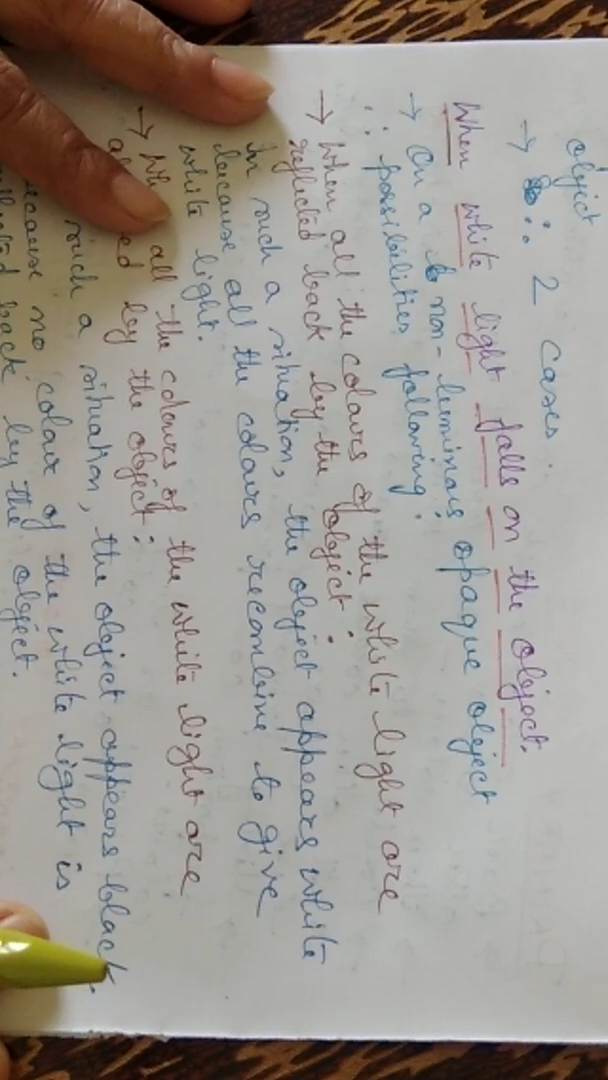 object
→ ∴ 2 cases.
When white light falls on the object.
→ On a non-luminous opaque object
∴ possibilities following:
→ When all the colours of the white light are
reflected back by the object:
In such a situation, the object appears white
because all the colours recombine to give
white light.
→ all the colours of the white light are
by the object:
such a situation, the object appears black.
because no colour of the white light is
reflected back by the object.